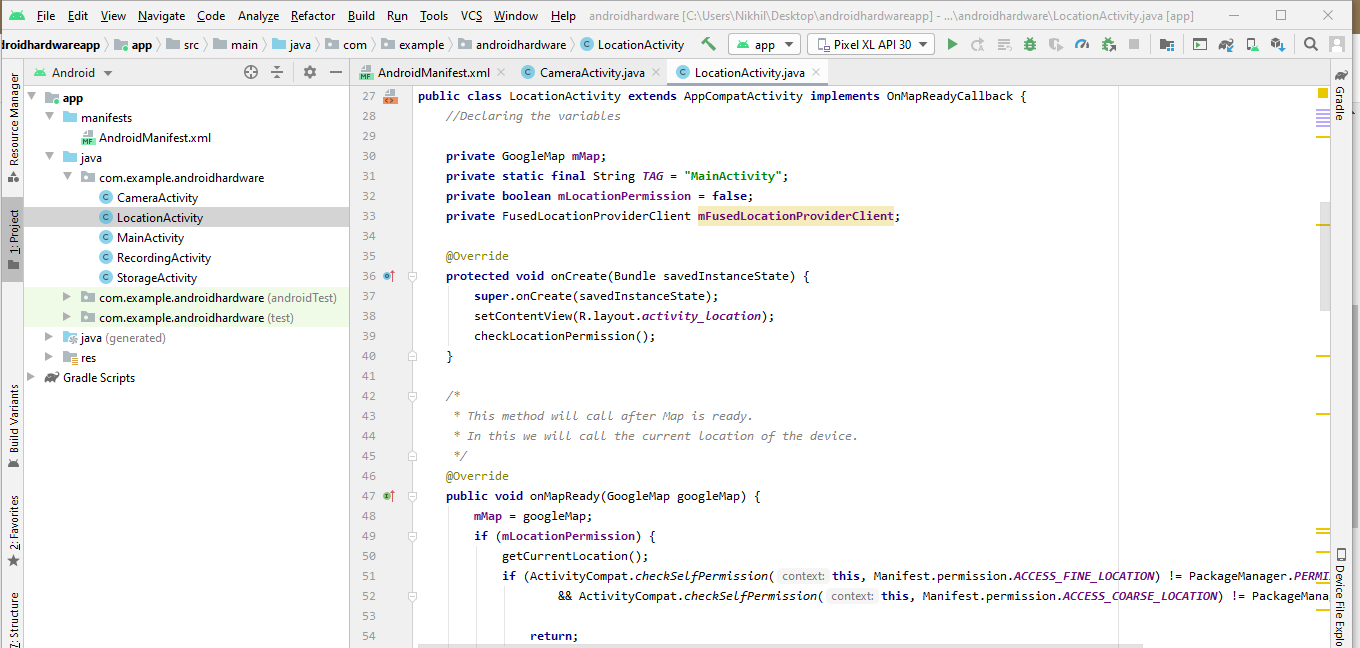 File Edit View Navigate Code Analyze Refactor Build Run Tools VCS Window Help androidhardware [C:\Users\Nikhil\Desktop\androidhardwareapp] - ...\androidhardware\LocationActivity.java [app]
droidhardwareapp app src main java com example androidhardware LocationActivity app Pixel XL API 30
Resource Manager
1: Project
Build Variants
2: Favorites
7: Structure
Android
app
manifests
MF AndroidManifest.xml
java
com.example.androidhardware
C CameraActivity
C LocationActivity
C MainActivity
C RecordingActivity
C StorageActivity
com.example.androidhardware (androidTest)
com.example.androidhardware (test)
java (generated)
res
Gradle Scripts
MF AndroidManifest.xml C CameraActivity.java C LocationActivity.java
27 public class LocationActivity extends AppCompatActivity implements OnMapReadyCallback {
28 //Declaring the variables
29
30 private GoogleMap mMap;
31 private static final String TAG = "MainActivity";
32 private boolean mLocationPermission = false;
33 private FusedLocationProviderClient mFusedLocationProviderClient;
34
35 @Override
36 protected void onCreate(Bundle savedInstanceState) {
37 super.onCreate(savedInstanceState);
38 setContentView(R.layout.activity_location);
39 checkLocationPermission();
40 }
41
42 /*
43 * This method will call after Map is ready.
44 * In this we will call the current location of the device.
45 */
46 @Override
47 public void onMapReady(GoogleMap googleMap) {
48 mMap = googleMap;
49 if (mLocationPermission) {
50 getCurrentLocation();
51 if (ActivityCompat.checkSelfPermission( context: this, Manifest.permission.ACCESS_FINE_LOCATION) != PackageManager.PERMI
52 && ActivityCompat.checkSelfPermission( context: this, Manifest.permission.ACCESS_COARSE_LOCATION) != PackageMana
53
54 return;
Gradle
Device File Explo